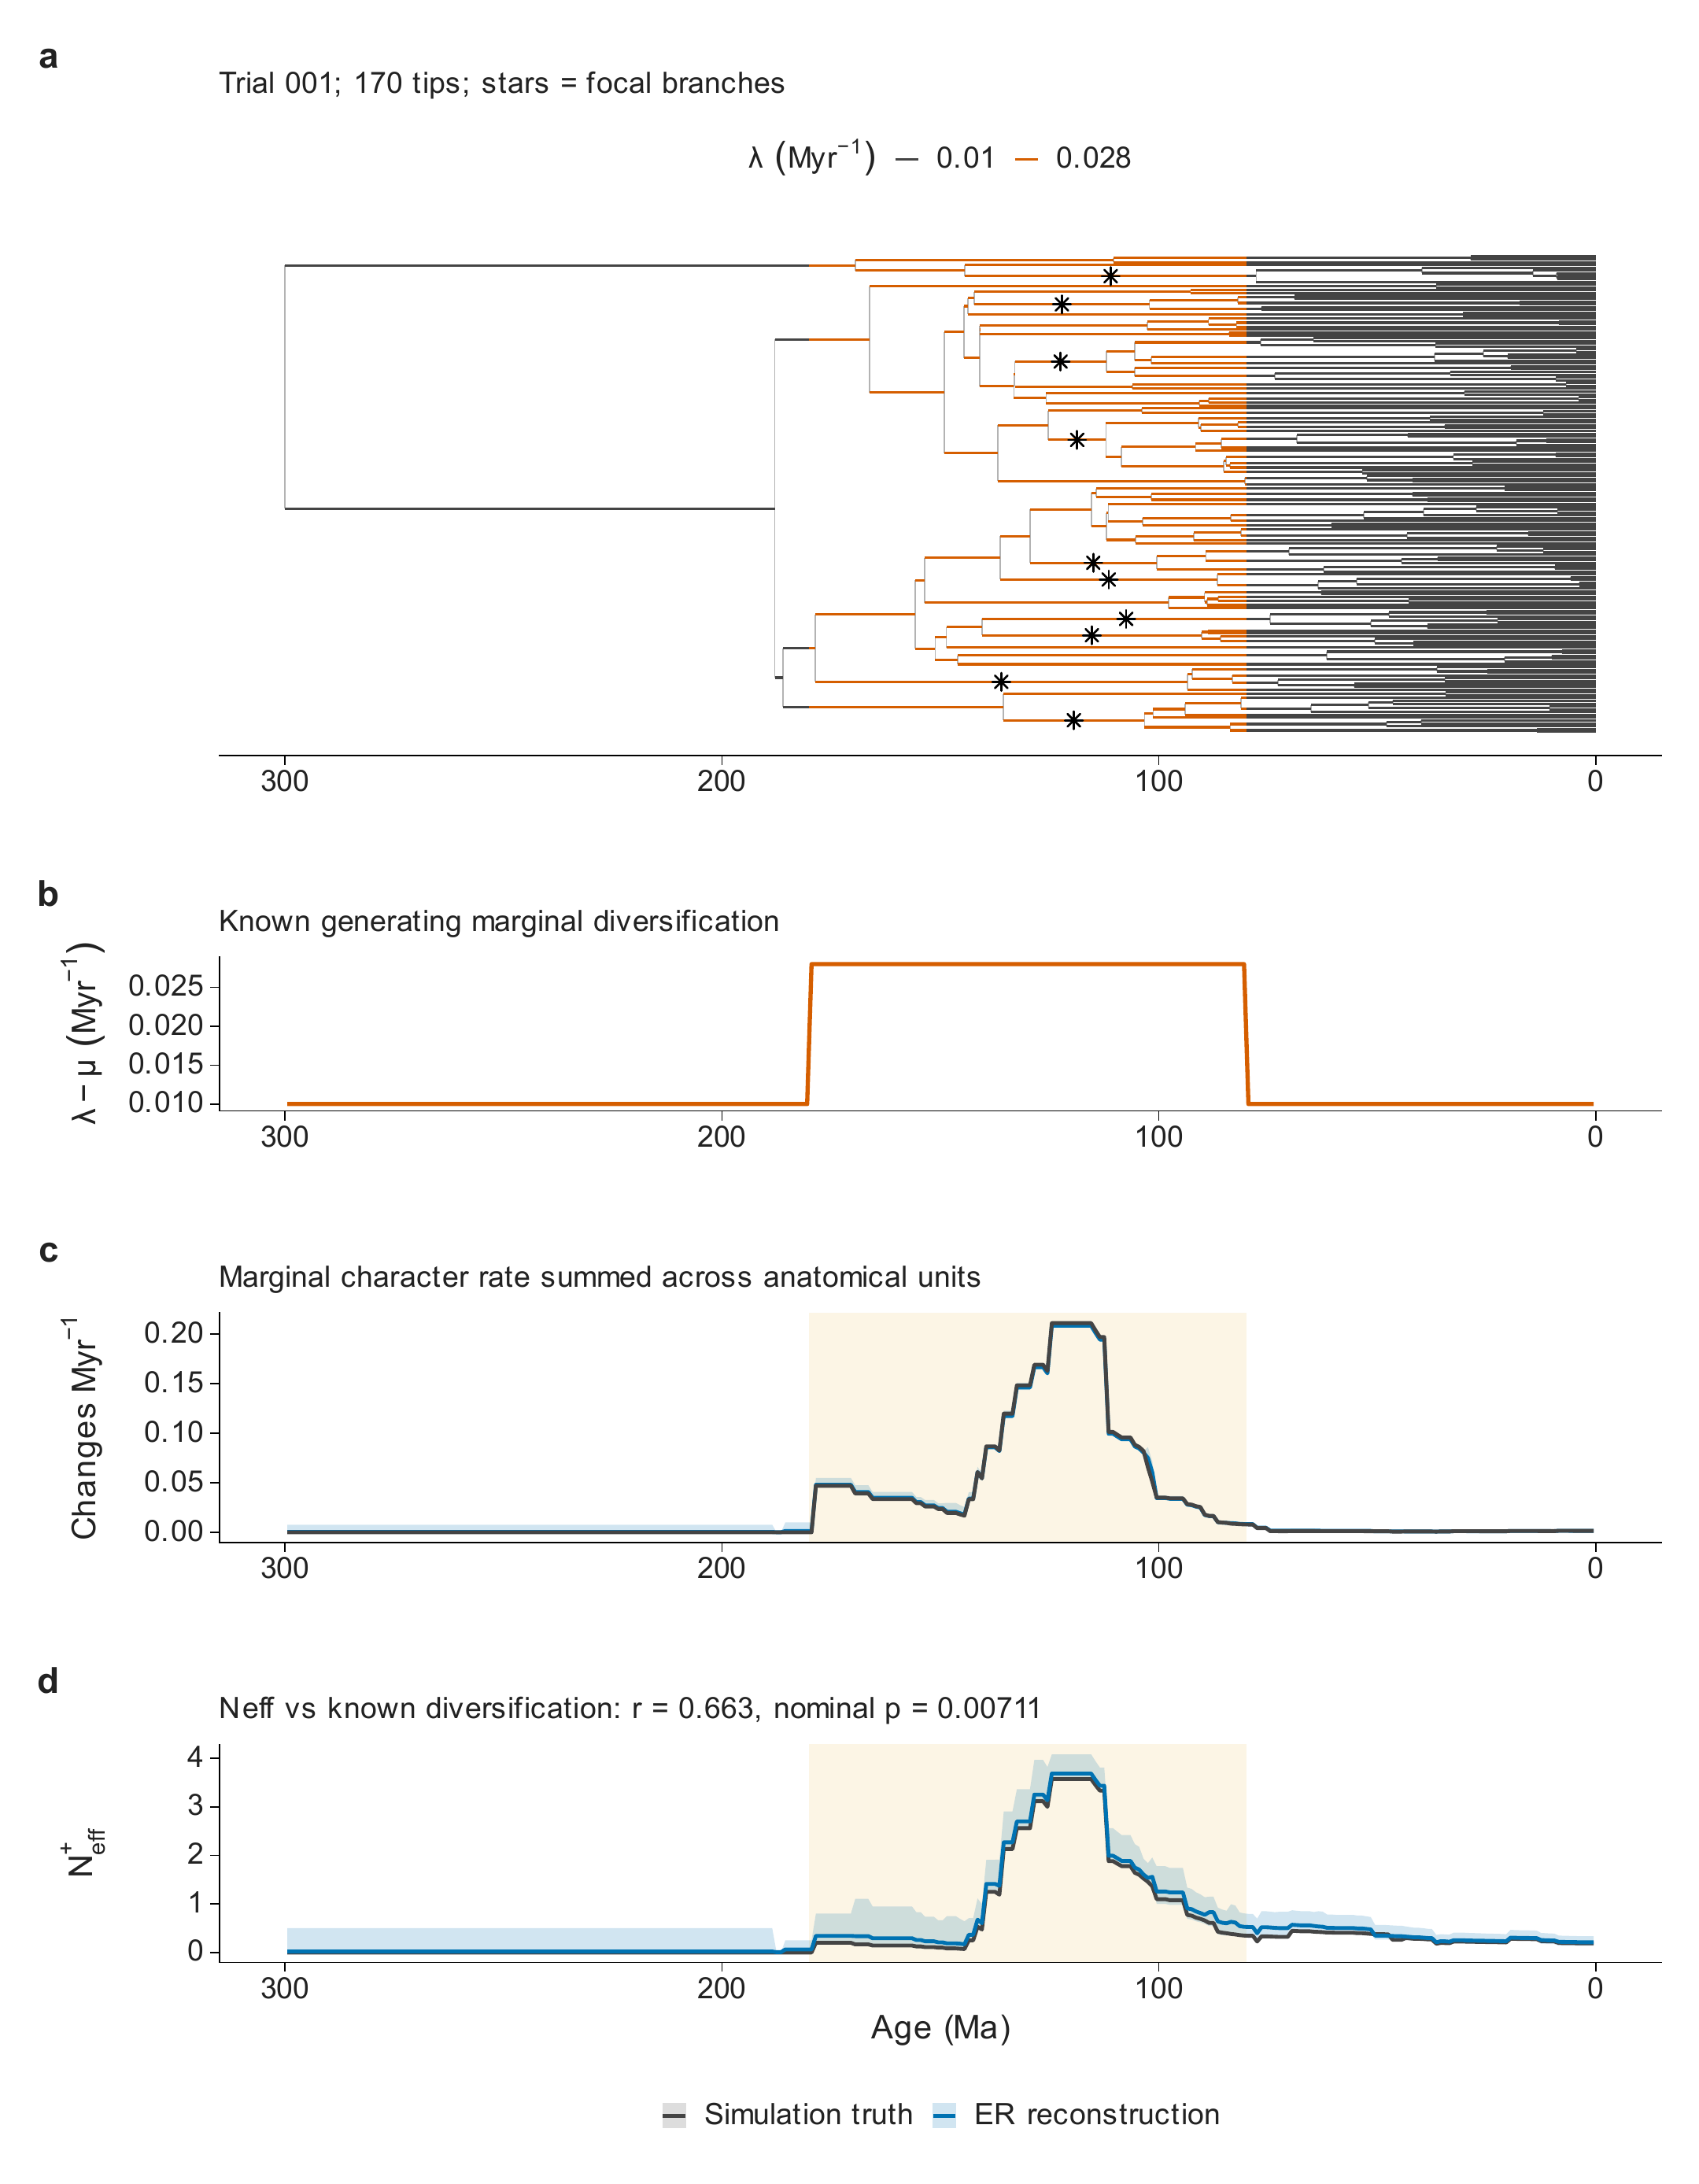 a
Trial 001; 170 tips; stars = focal branches
λ (Myr⁻¹) 0.01 0.028
300 200 100 0
b
Known generating marginal diversification
λ − μ (Myr⁻¹)
0.025
0.020
0.015
0.010
300 200 100 0
c
Marginal character rate summed across anatomical units
Changes Myr⁻¹
0.20
0.15
0.10
0.05
0.00
300 200 100 0
d
Neff vs known diversification: r = 0.663, nominal p = 0.00711
N⁺eff
4
3
2
1
0
300 200 100 0
Age (Ma)
Simulation truth ER reconstruction